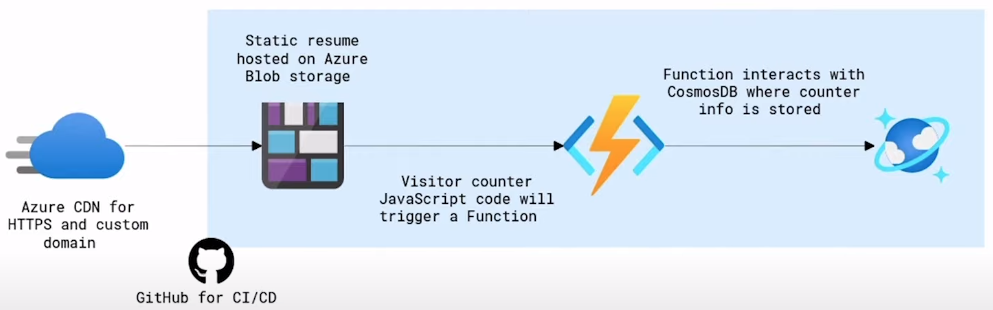 Static resume
hosted on Azure
Blob storage
Function interacts with
CosmosDB where counter
info is stored
Visitor counter
JavaScript code will
trigger a Function
Azure CDN for
HTTPS and custom
domain
GitHub for CI/CD